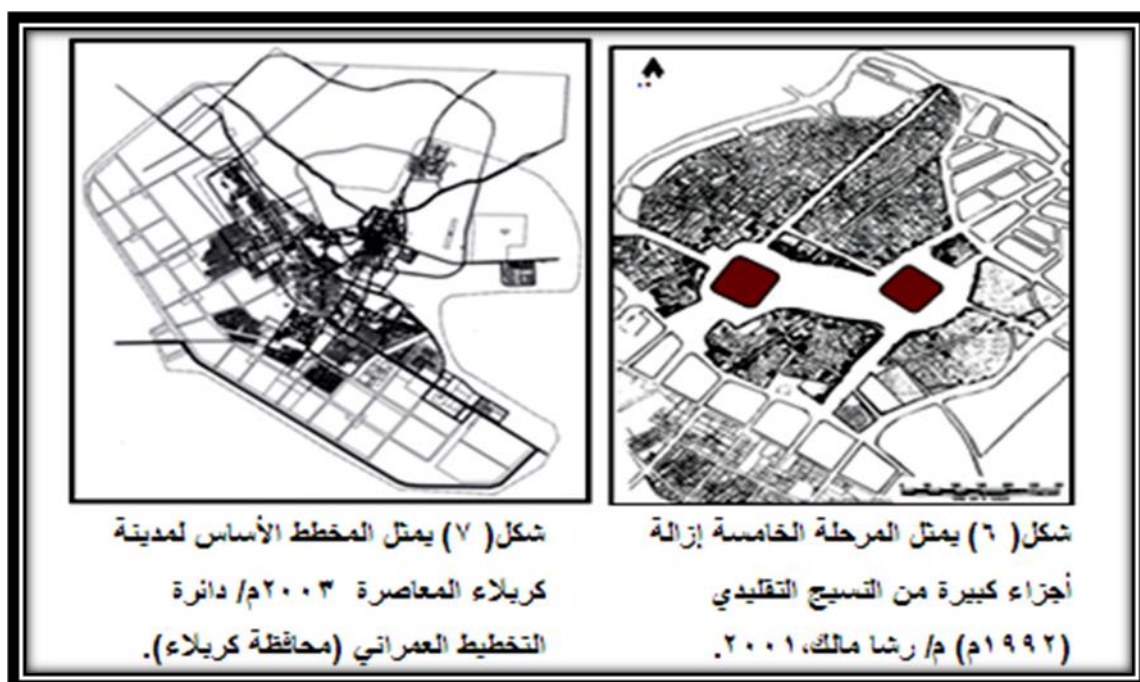 شكل( ٦) يمثل المرحلة الخامسة إزالة
أجزاء كبيرة من النسيج التقليدي
(١٩٩٢م) م/ رشا مالك،٢٠٠١.
شكل( ٧) يمثل المخطط الأساس لمدينة
كربلاء المعاصرة ٢٠٠٣م/ دائرة
التخطيط العمراني (محافظة كربلاء).